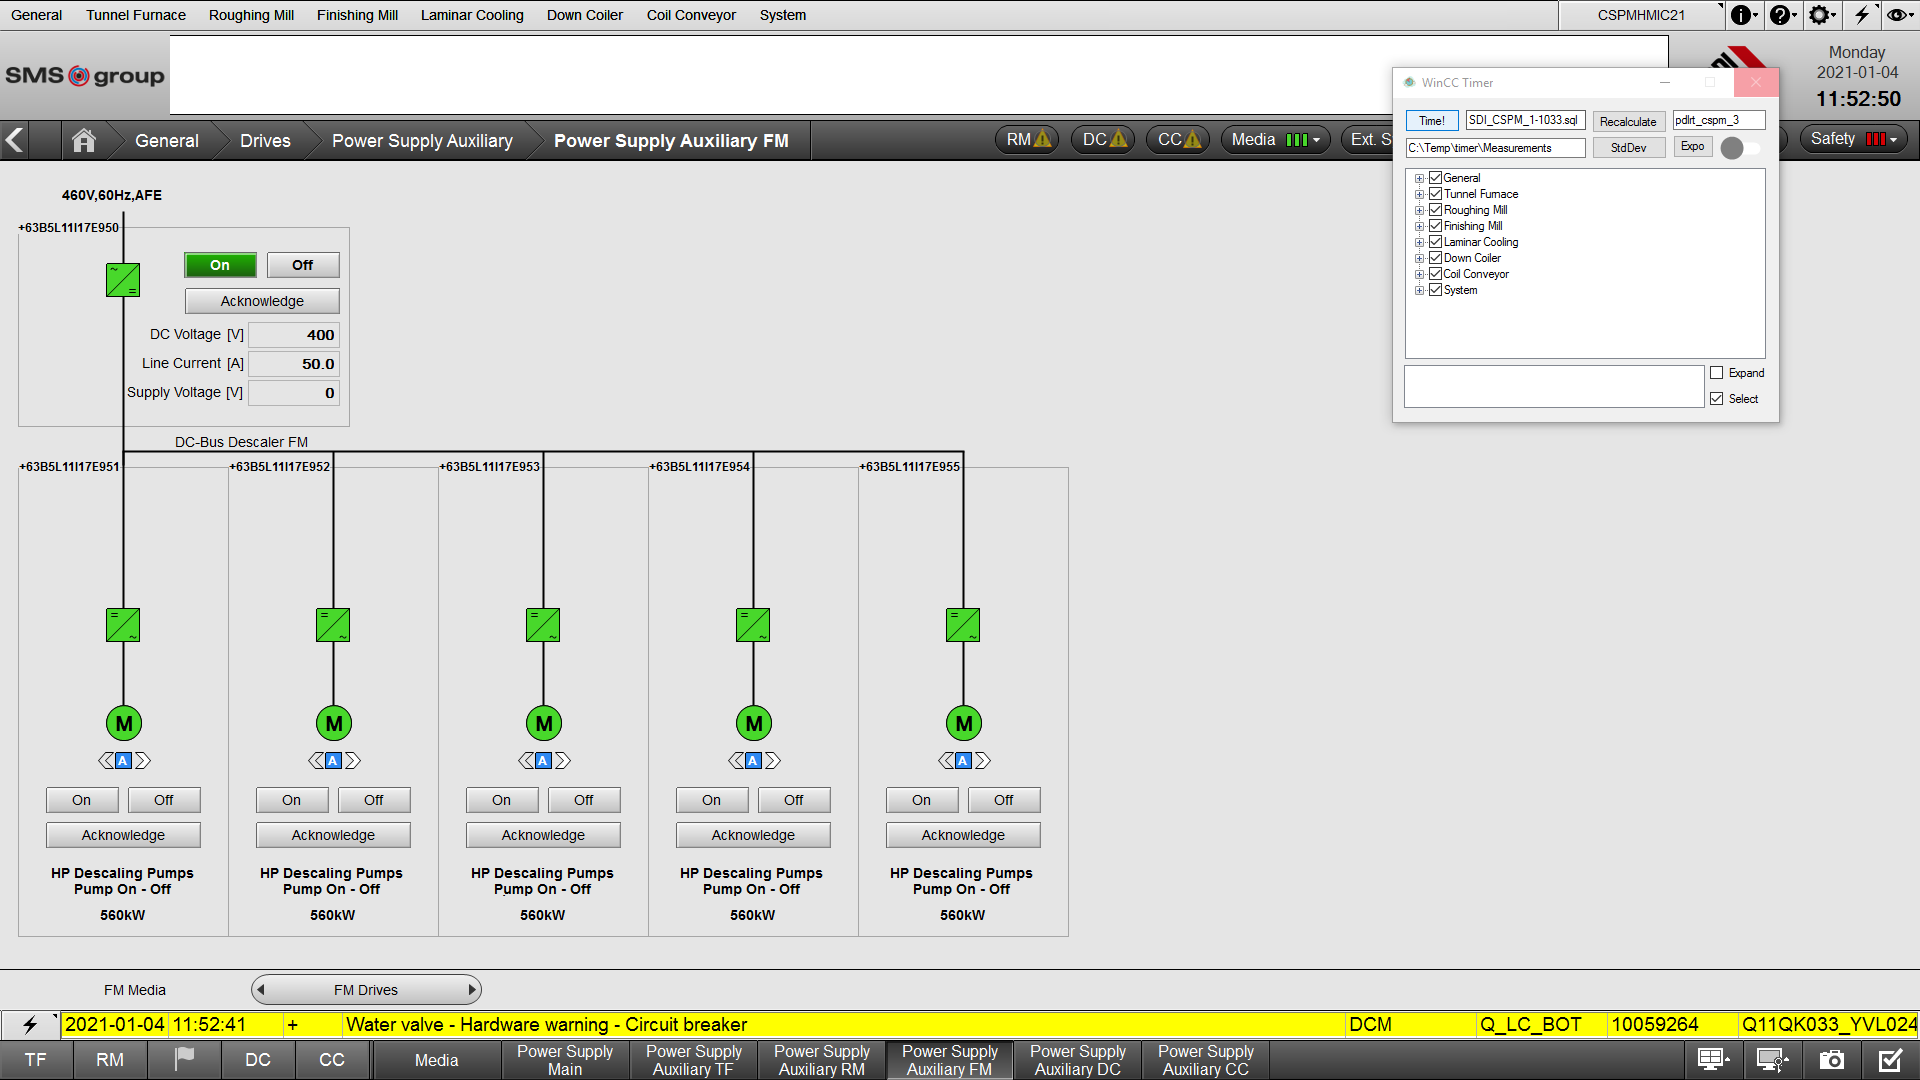 General Tunnel Furnace Roughing Mill Finishing Mill Laminar Cooling Down Coiler Coil Conveyor System CSPMHMIC21
SMS group
Monday
2021-01-04
11:52:50
General Drives Power Supply Auxiliary Power Supply Auxiliary FM RM DC CC Media Ext. S Safety
WinCC Timer
Time! SDI_CSPM_1-1033.sql Recalculate pdlrt_cspm_3
C:\Temp\timer\Measurements StdDev Expo
General
Tunnel Furnace
Roughing Mill
Finishing Mill
Laminar Cooling
Down Coiler
Coil Conveyor
System
Expand
Select
460V,60Hz,AFE
+63B5L11I17E950
On Off
Acknowledge
DC Voltage [V] 400
Line Current [A] 50.0
Supply Voltage [V] 0
DC-Bus Descaler FM
+63B5L11I17E951 +63B5L11I17E952 +63B5L11I17E953 +63B5L11I17E954 +63B5L11I17E955
M M M M M
A A A A A
On Off On Off On Off On Off On Off
Acknowledge Acknowledge Acknowledge Acknowledge Acknowledge
HP Descaling Pumps HP Descaling Pumps HP Descaling Pumps HP Descaling Pumps HP Descaling Pumps
Pump On - Off Pump On - Off Pump On - Off Pump On - Off Pump On - Off
560kW 560kW 560kW 560kW 560kW
FM Media FM Drives
2021-01-04 11:52:41 + Water valve - Hardware warning - Circuit breaker DCM Q_LC_BOT 10059264 Q11QK033_YVL024
TF RM DC CC Media
Power Supply Main
Power Supply Auxiliary TF
Power Supply Auxiliary RM
Power Supply Auxiliary FM
Power Supply Auxiliary DC
Power Supply Auxiliary CC